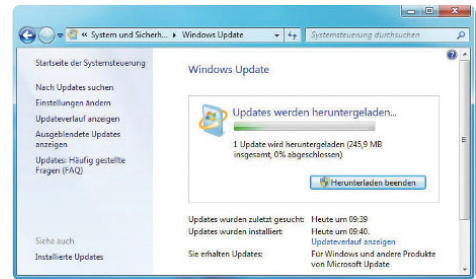 « System und Sicherh... ▸ Windows Update
Systemsteuerung durchsuchen
Startseite der Systemsteuerung
Nach Updates suchen
Einstellungen ändern
Updateverlauf anzeigen
Ausgeblendete Updates
anzeigen
Updates: Häufig gestellte
Fragen (FAQ)
Siehe auch
Installierte Updates
Windows Update
Updates werden heruntergeladen...
1 Update wird heruntergeladen (245,9 MB
insgesamt, 0% abgeschlossen)
Herunterladen beenden
Updates wurden zuletzt gesucht: Heute um 09:39
Updates wurden installiert: Heute um 09:40.
Updateverlauf anzeigen
Sie erhalten Updates: Für Windows und andere Produkte
von Microsoft Update